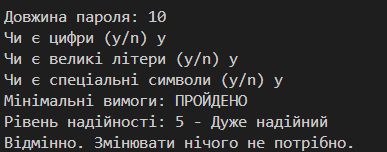 Довжина пароля: 10
Чи є цифри (y/n) y
Чи є великі літери (y/n) y
Чи є спеціальні символи (y/n) y
Мінімальні вимоги: ПРОЙДЕНО
Рівень надійності: 5 - Дуже надійний
Відмінно. Змінювати нічого не потрібно.